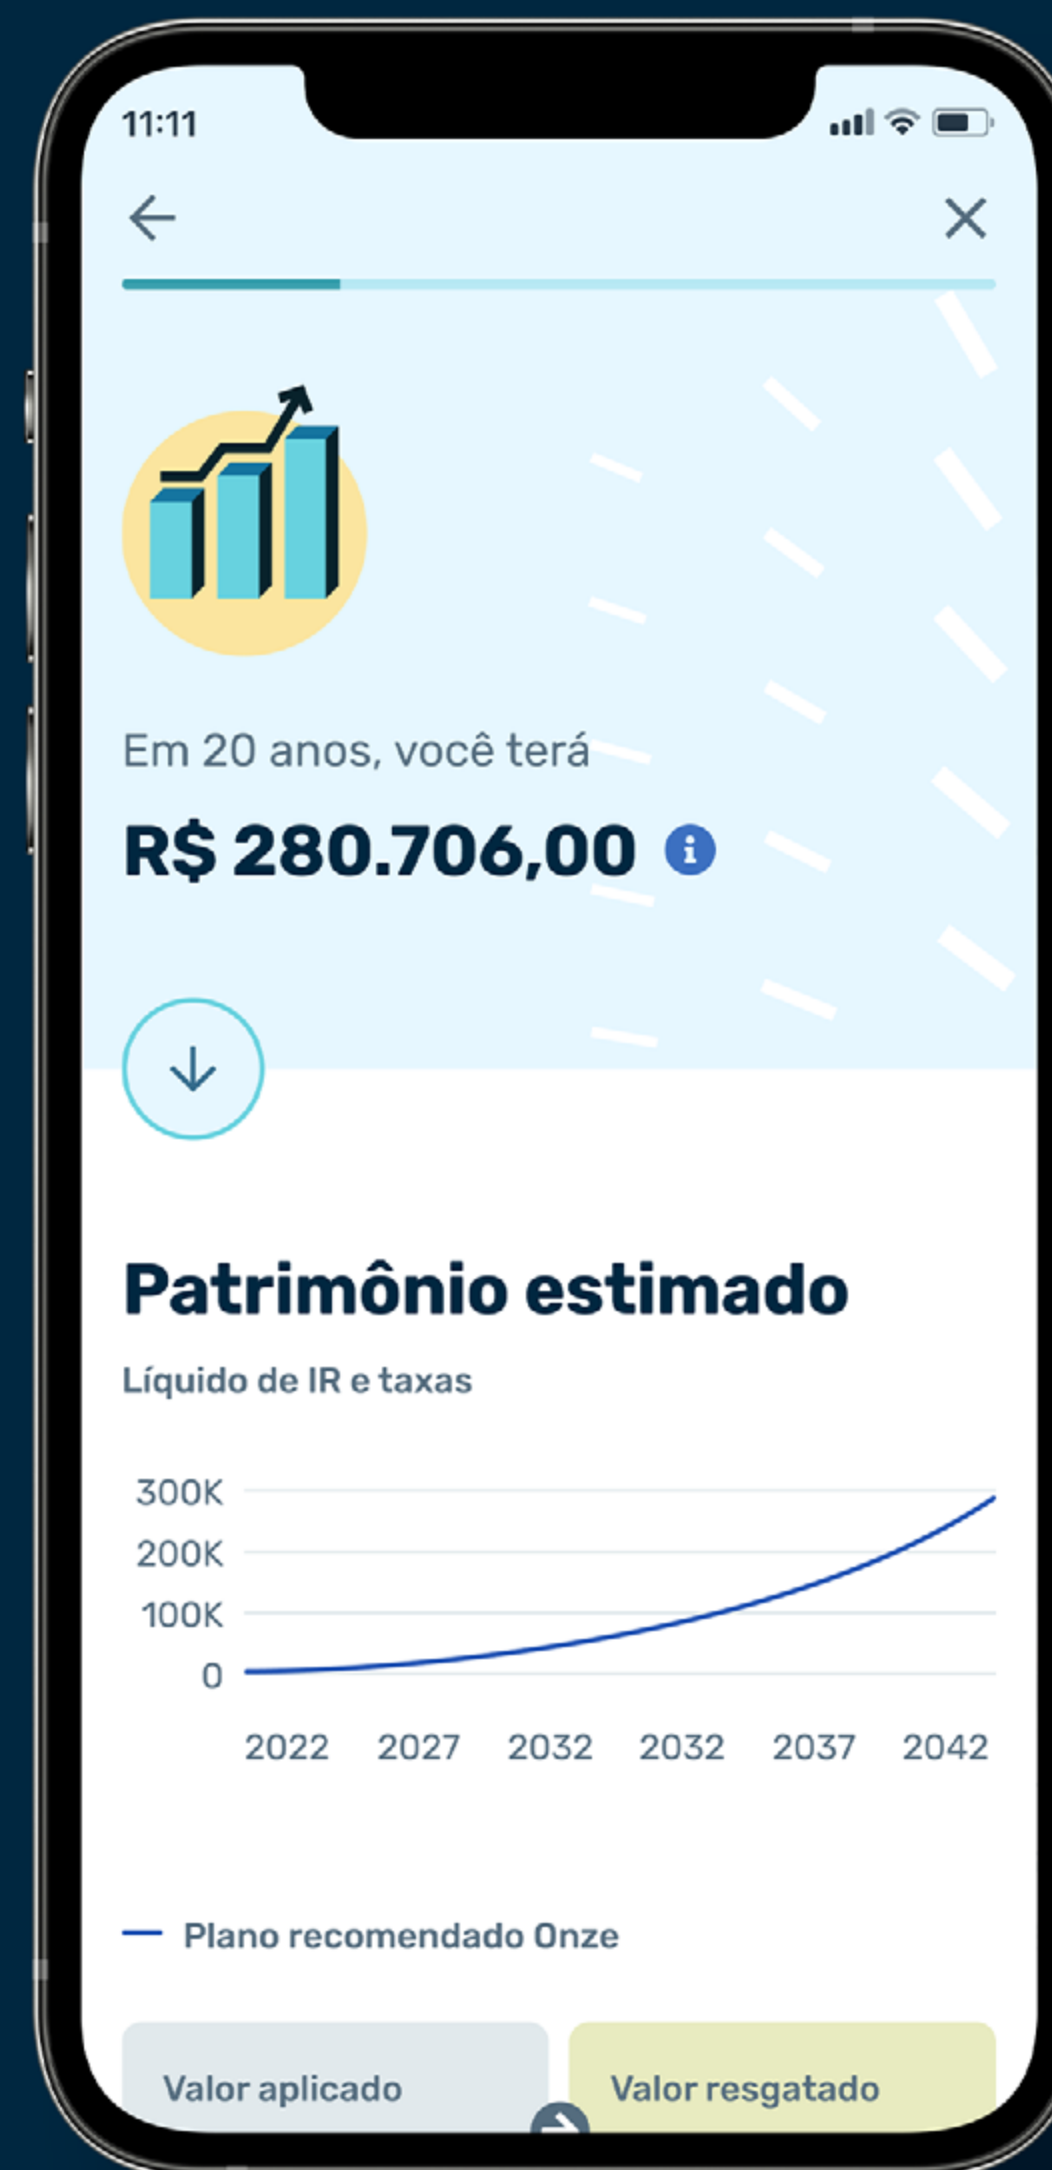 11:11
Em 20 anos, você terá
R$ 280.706,00
Patrimônio estimado
Líquido de IR e taxas
300K
200K
100K
0
2022 2027 2032 2032 2037 2042
Plano recomendado Onze
Valor aplicado
Valor resgatado